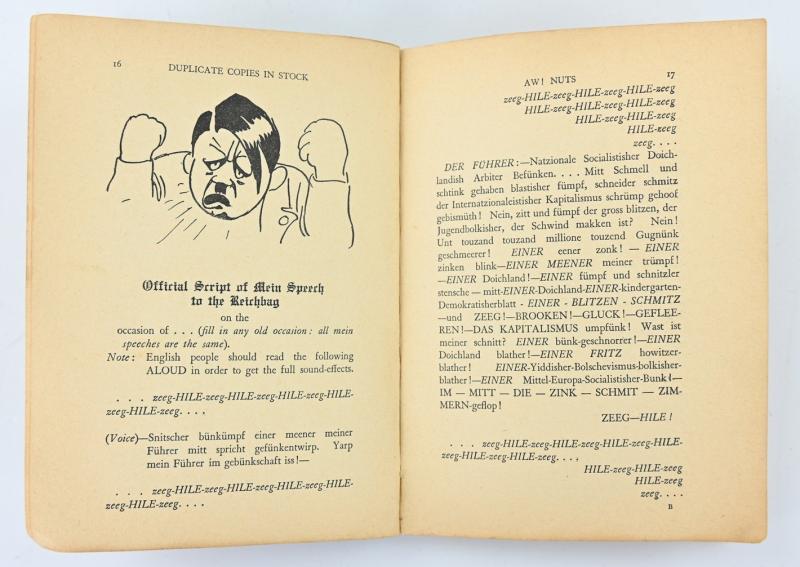 16
DUPLICATE COPIES IN STOCK
Official Script of Mein Speech
to the Reichbag
on the
occasion of . . . (fill in any old occasion: all mein
speeches are the same).
Note: English people should read the following
ALOUD in order to get the full sound-effects.
. . . zeeg-HILE-zeeg-HILE-zeeg-HILE-zeeg-HILE-
zeeg-HILE-zeeg. . . .
(Voice)—Snitscher bünkümpf einer meener meiner
Führer mitt spricht gefünkentwirp. Yarp
mein Führer im gebünkschaft iss!—
. . . zeeg-HILE-zeeg-HILE-zeeg-HILE-zeeg-HILE-
zeeg-HILE-zeeg. . . .
AW! NUTS
17
zeeg-HILE-zeeg-HILE-zeeg-HILE-zeeg
HILE-zeeg-HILE-zeeg-HILE-zeeg
HILE-zeeg-HILE-zeeg
HILE-zeeg
zeeg. . . .
DER FÜHRER:—Natzionale Socialistisher Doich-
landish Arbiter Befünken. . . . Mitt Schmell und
schtink gehaben blastisher fümpf, schneider schmitz
der Internatzionaleistisher Kapitalismus schrümp gehoof
gebismüth! Nein, zitt und fümpf der gross blitzen, der
Jugendbolkisher, der Schwind makken ist? Nein!
Unt touzand touzand millione touzend Gugnünk
geschmeerer! EINER eener zonk! — EINER
zinken blink—EINER MEENER meiner trümpf!
—EINER Doichland!—EINER fümpf und schnitzler
stensche — mitt-EINER-Doichland-EINER-kindergarten-
Demokratisherblatt - EINER - BLITZEN - SCHMITZ
—und ZEEG!—BROOKEN!—GLUCK!—GEFLEE-
REN!—DAS KAPITALISMUS umpfünk! Wast ist
meiner schnitt? EINER bünk-geschnorrer!—EINER
Doichland blather!—EINER FRITZ howitzer-
blather! EINER-Yiddisher-Bolschevismus-bolkisher-
blather!—EINER Mittel-Europa-Socialistisher-Bunk!—
IM — MITT — DIE — ZINK — SCHMIT — ZIM-
MERN-geflop!
ZEEG—HILE!
. . . zeeg-HILE-zeeg-HILE-zeeg-HILE-zeeg-HILE-
zeeg-HILE-zeeg-HILE-zeeg. . . .
HILE-zeeg-HILE-zeeg
HILE-zeeg
zeeg. . . .
B